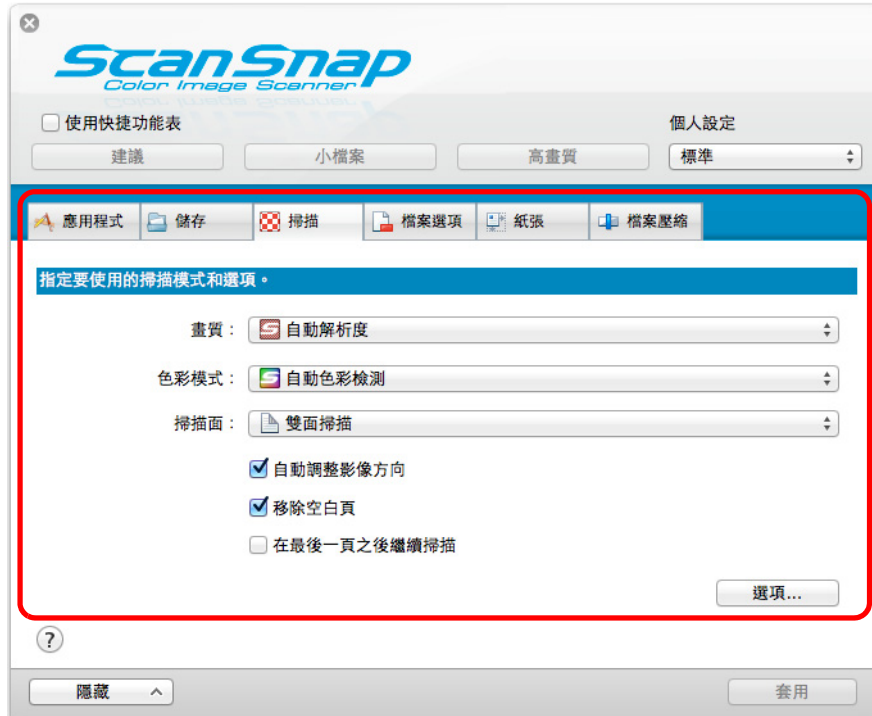 ScanSnap
Color Image Scanner
使用快捷功能表
個人設定
建議
小檔案
高畫質
標準
應用程式
儲存
掃描
檔案選項
紙張
檔案壓縮
指定要使用的掃描模式和選項。
畫質：
自動解析度
色彩模式：
自動色彩檢測
掃描面：
雙面掃描
自動調整影像方向
移除空白頁
在最後一頁之後繼續掃描
選項...
?
隱藏
套用